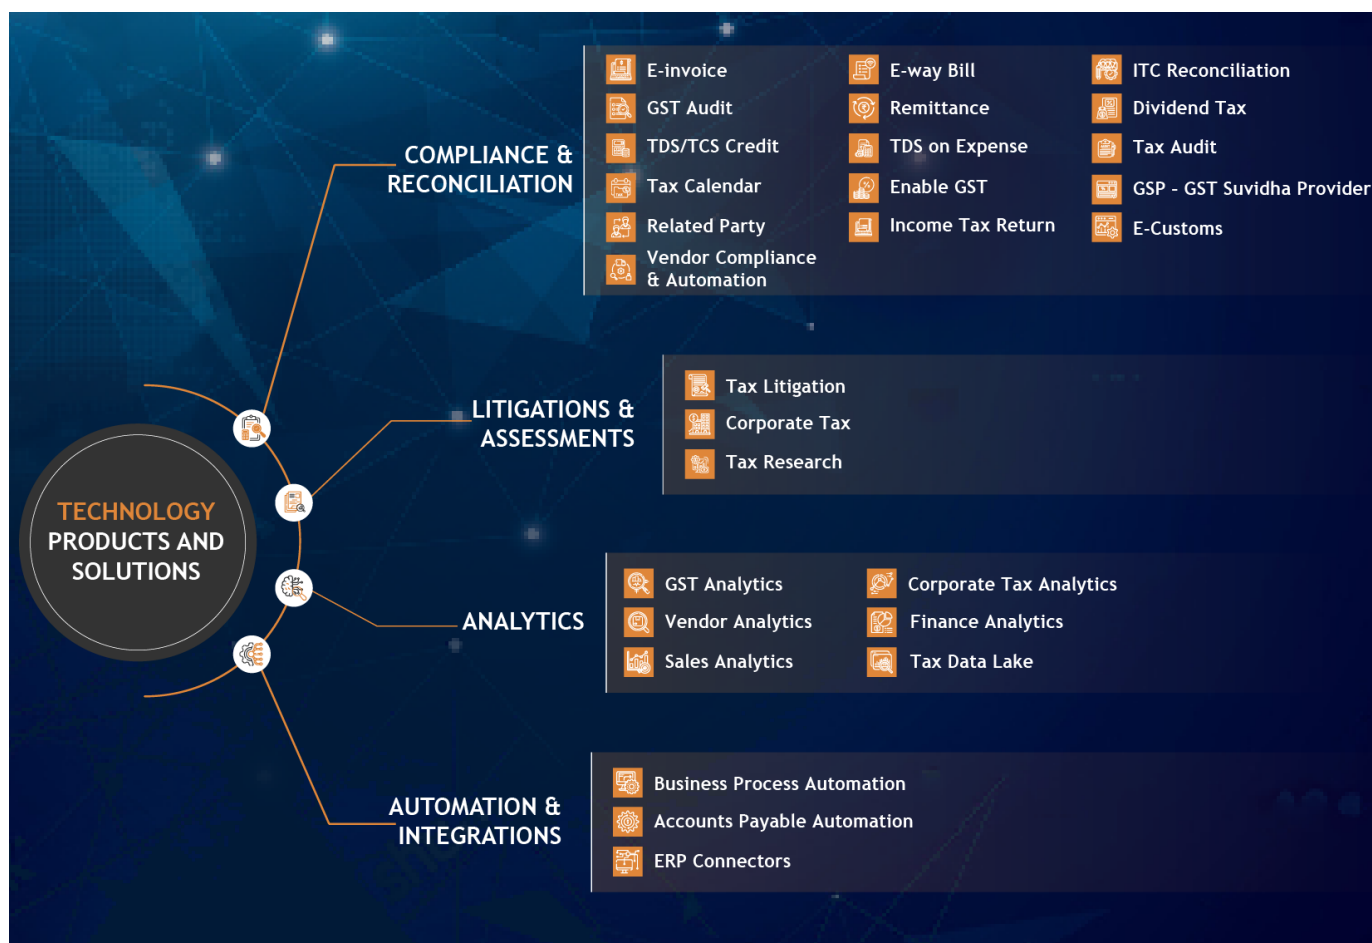 TECHNOLOGY
PRODUCTS AND
SOLUTIONS
COMPLIANCE &
RECONCILIATION
E-invoice
E-way Bill
ITC Reconciliation
GST Audit
Remittance
Dividend Tax
TDS/TCS Credit
TDS on Expense
Tax Audit
Tax Calendar
Enable GST
GSP - GST Suvidha Provider
Related Party
Income Tax Return
E-Customs
Vendor Compliance
& Automation
LITIGATIONS &
ASSESSMENTS
Tax Litigation
Corporate Tax
Tax Research
ANALYTICS
GST Analytics
Corporate Tax Analytics
Vendor Analytics
Finance Analytics
Sales Analytics
Tax Data Lake
AUTOMATION &
INTEGRATIONS
Business Process Automation
Accounts Payable Automation
ERP Connectors